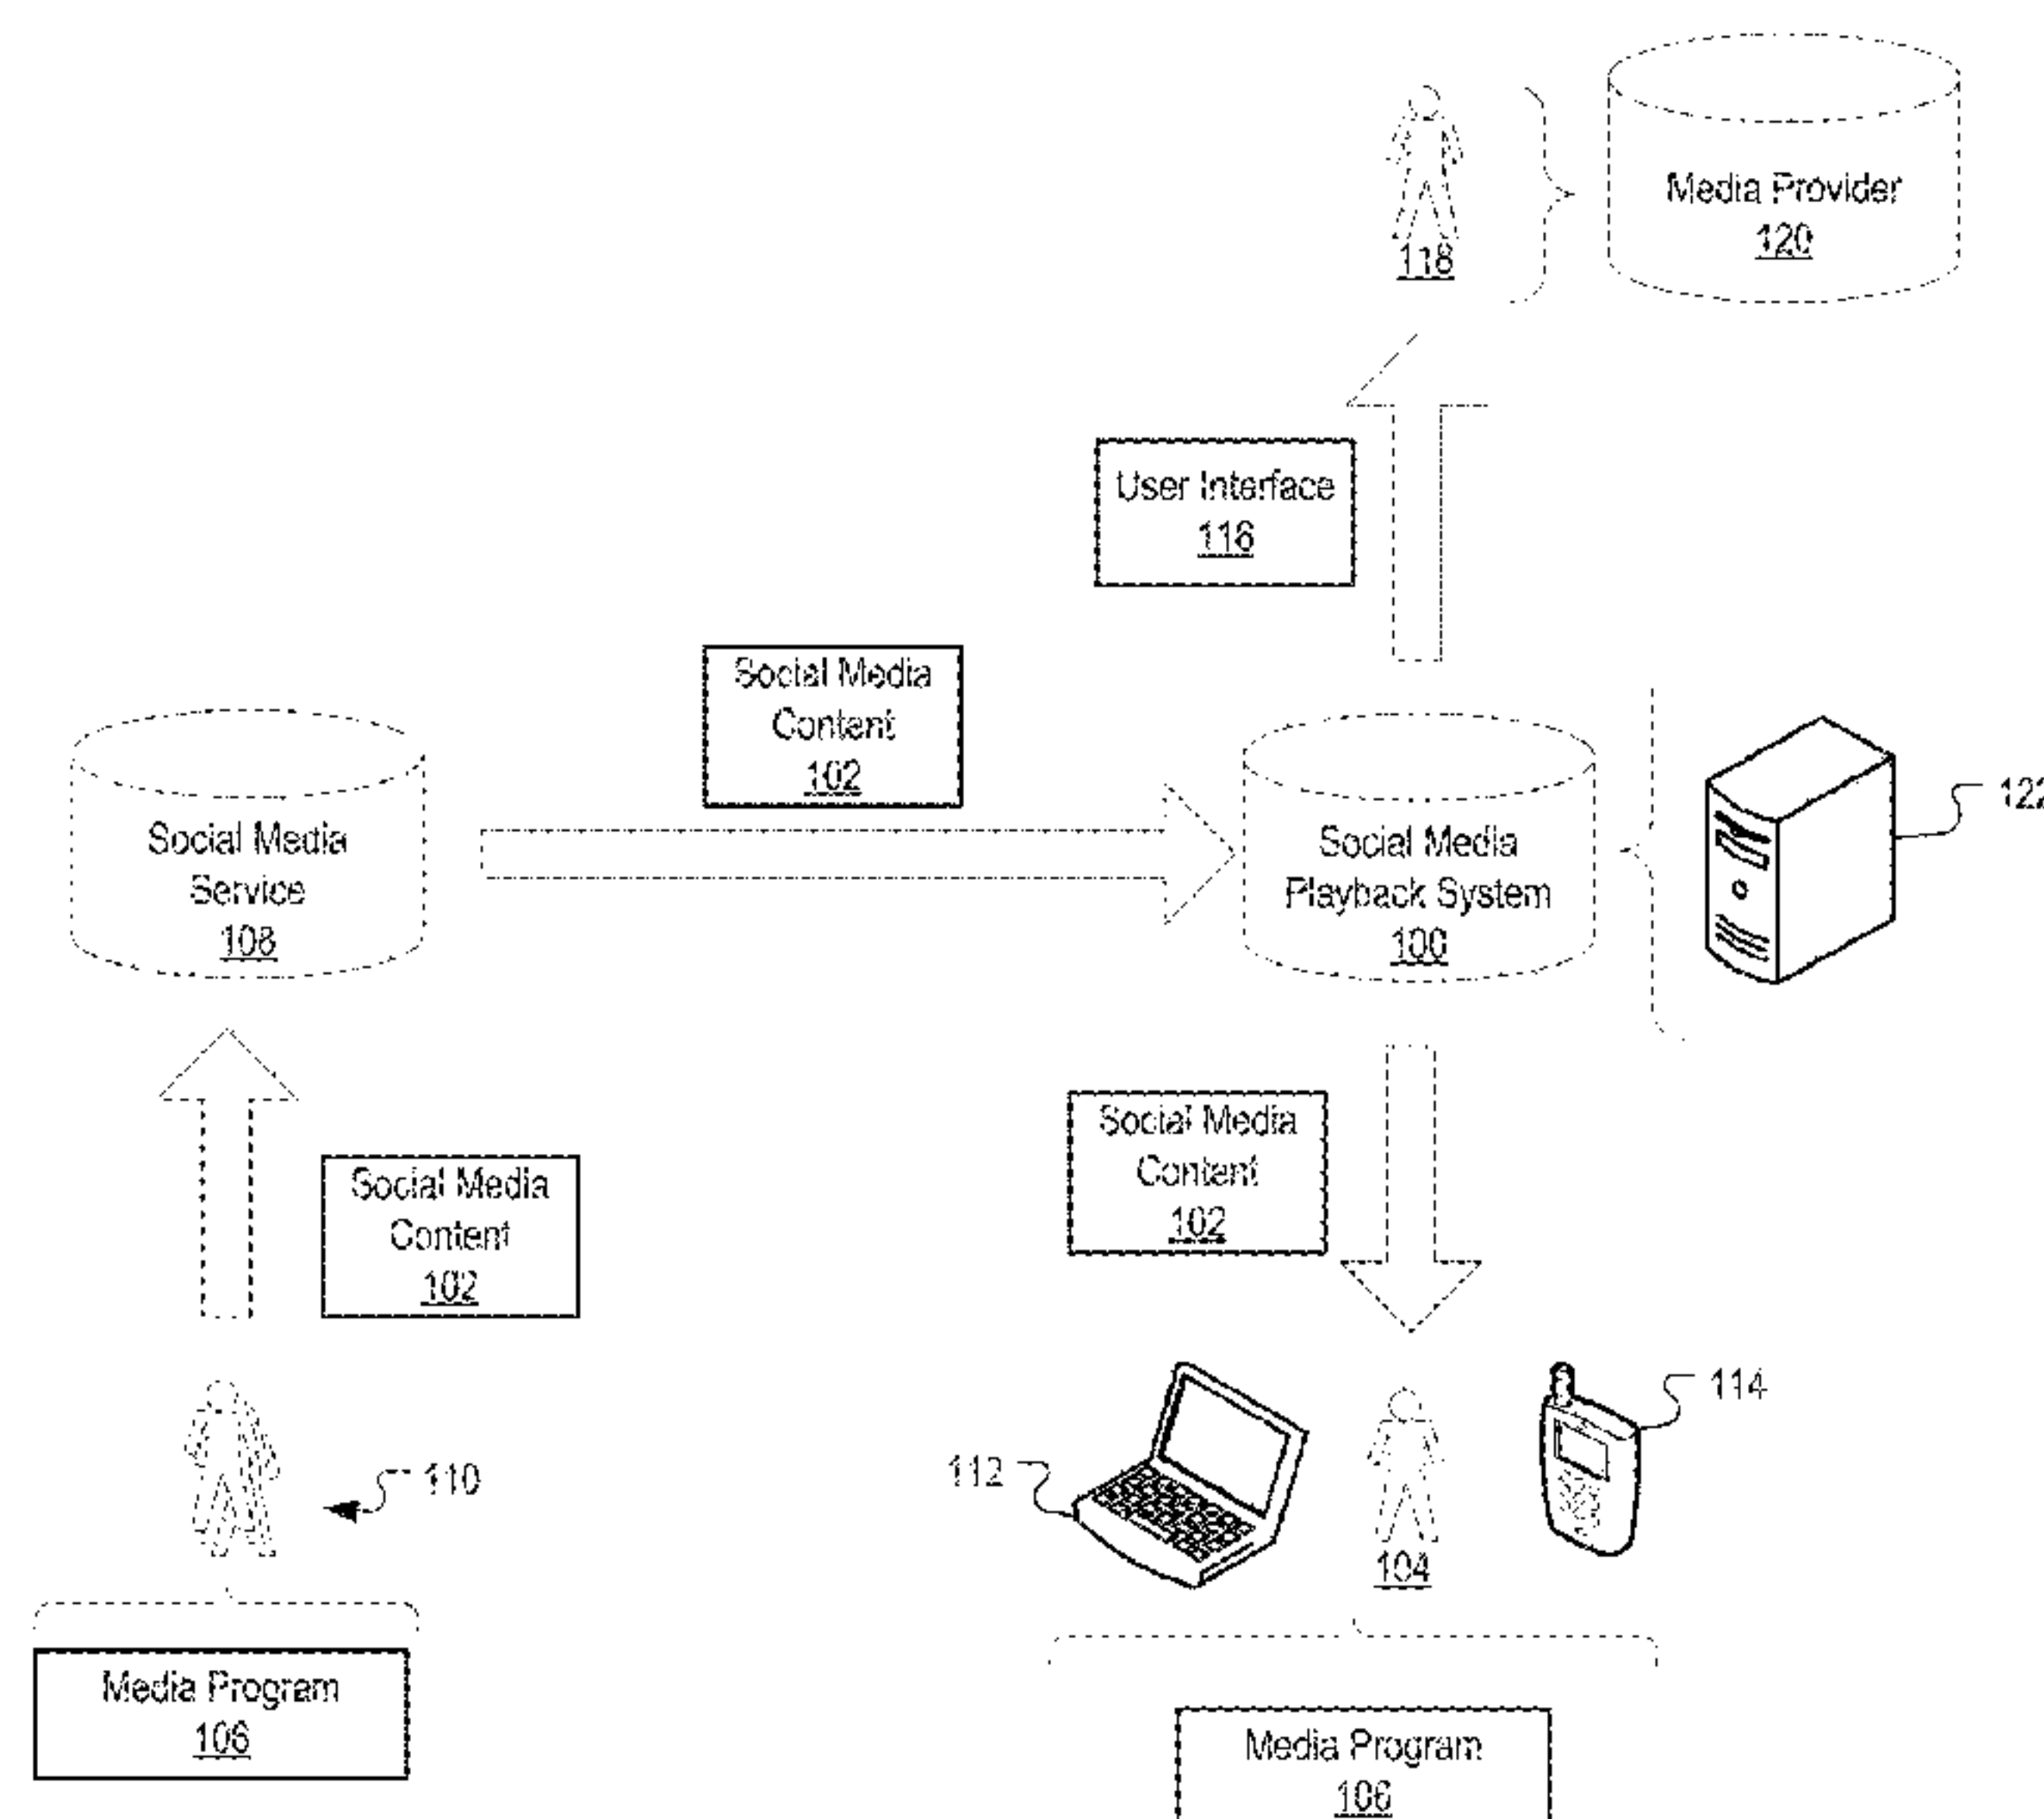 118
Media Provider
120
User Interface
116
Social Media
Content
102
Social Media
Service
108
Social Media
Playback System
100
122
Social Media
Content
102
Social Media
Content
102
110
112
104
114
Media Program
106
Media Program
106